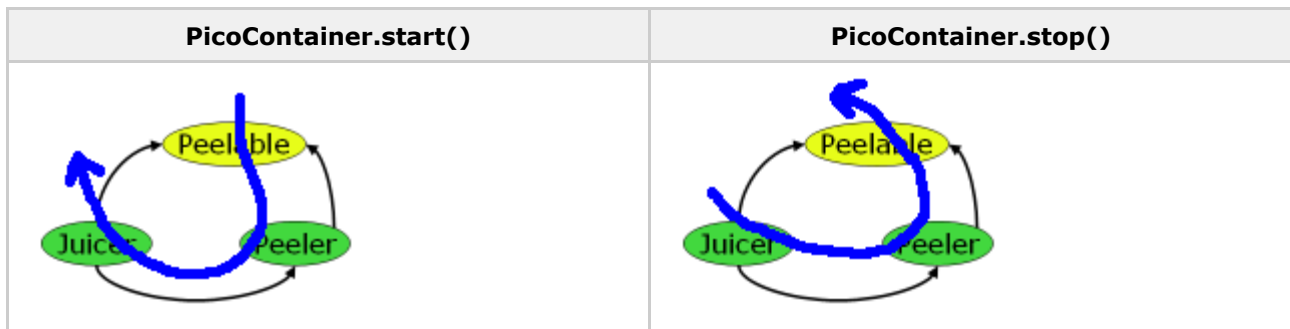 PicoContainer.start()
PicoContainer.stop()
Peelable
Juicer
Peeler
Peelable
Juicer
Peeler